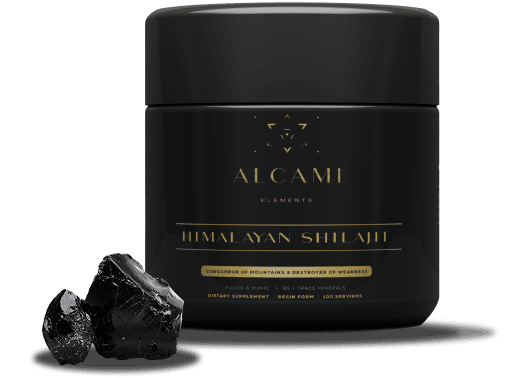 ALCAMI
ELEMENTS
HIMALAYAN SHILAJIT
CONQUEROR OF MOUNTAINS & DESTROYER OF WEAKNESS
FULVO & HUMIC | 85+ TRACE MINERALS
DIETARY SUPPLEMENT | RESIN FORM | 100 SERVINGS